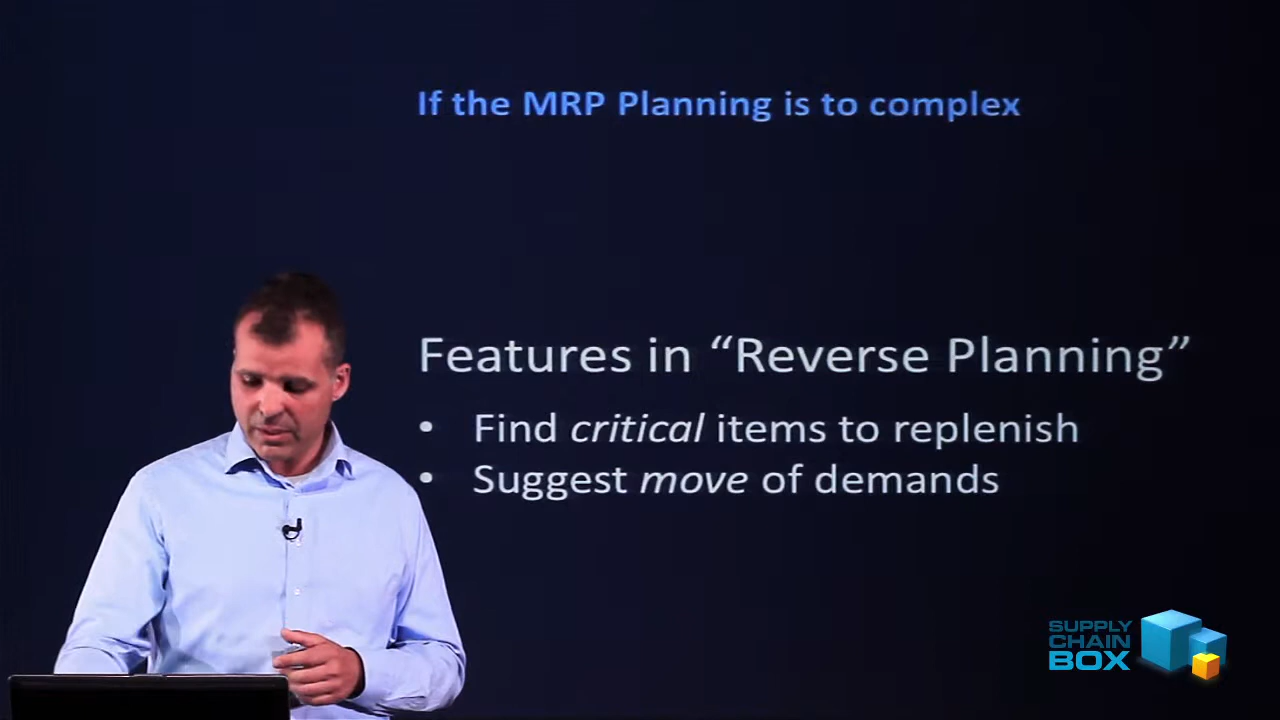 If the MRP Planning is to complex
Features in “Reverse Planning”
• Find critical items to replenish
• Suggest move of demands
SUPPLY
CHAIN
BOX